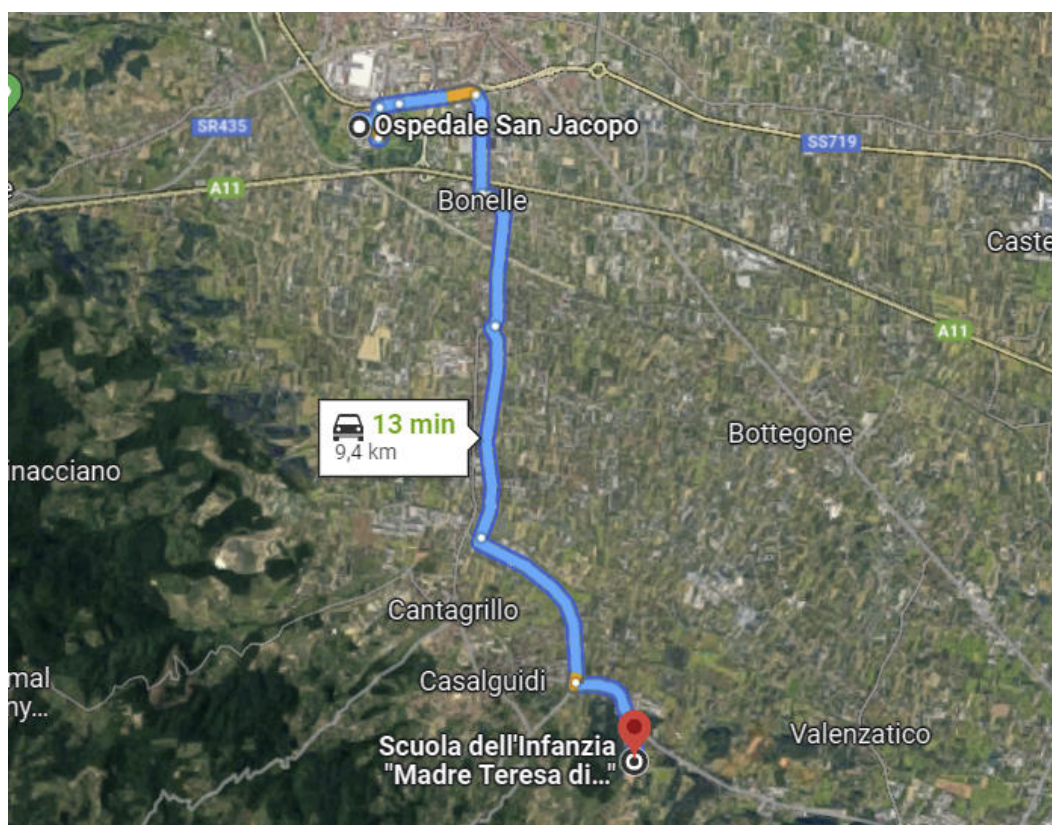 Ospedale San Jacopo
SR435
SS719
A11
Bonelle
Caste
A11
13 min
9,4 km
Bottegone
inacciano
Cantagrillo
Casalguidi
mal
ny...
Valenzatico
Scuola dell'Infanzia
"Madre Teresa di..."